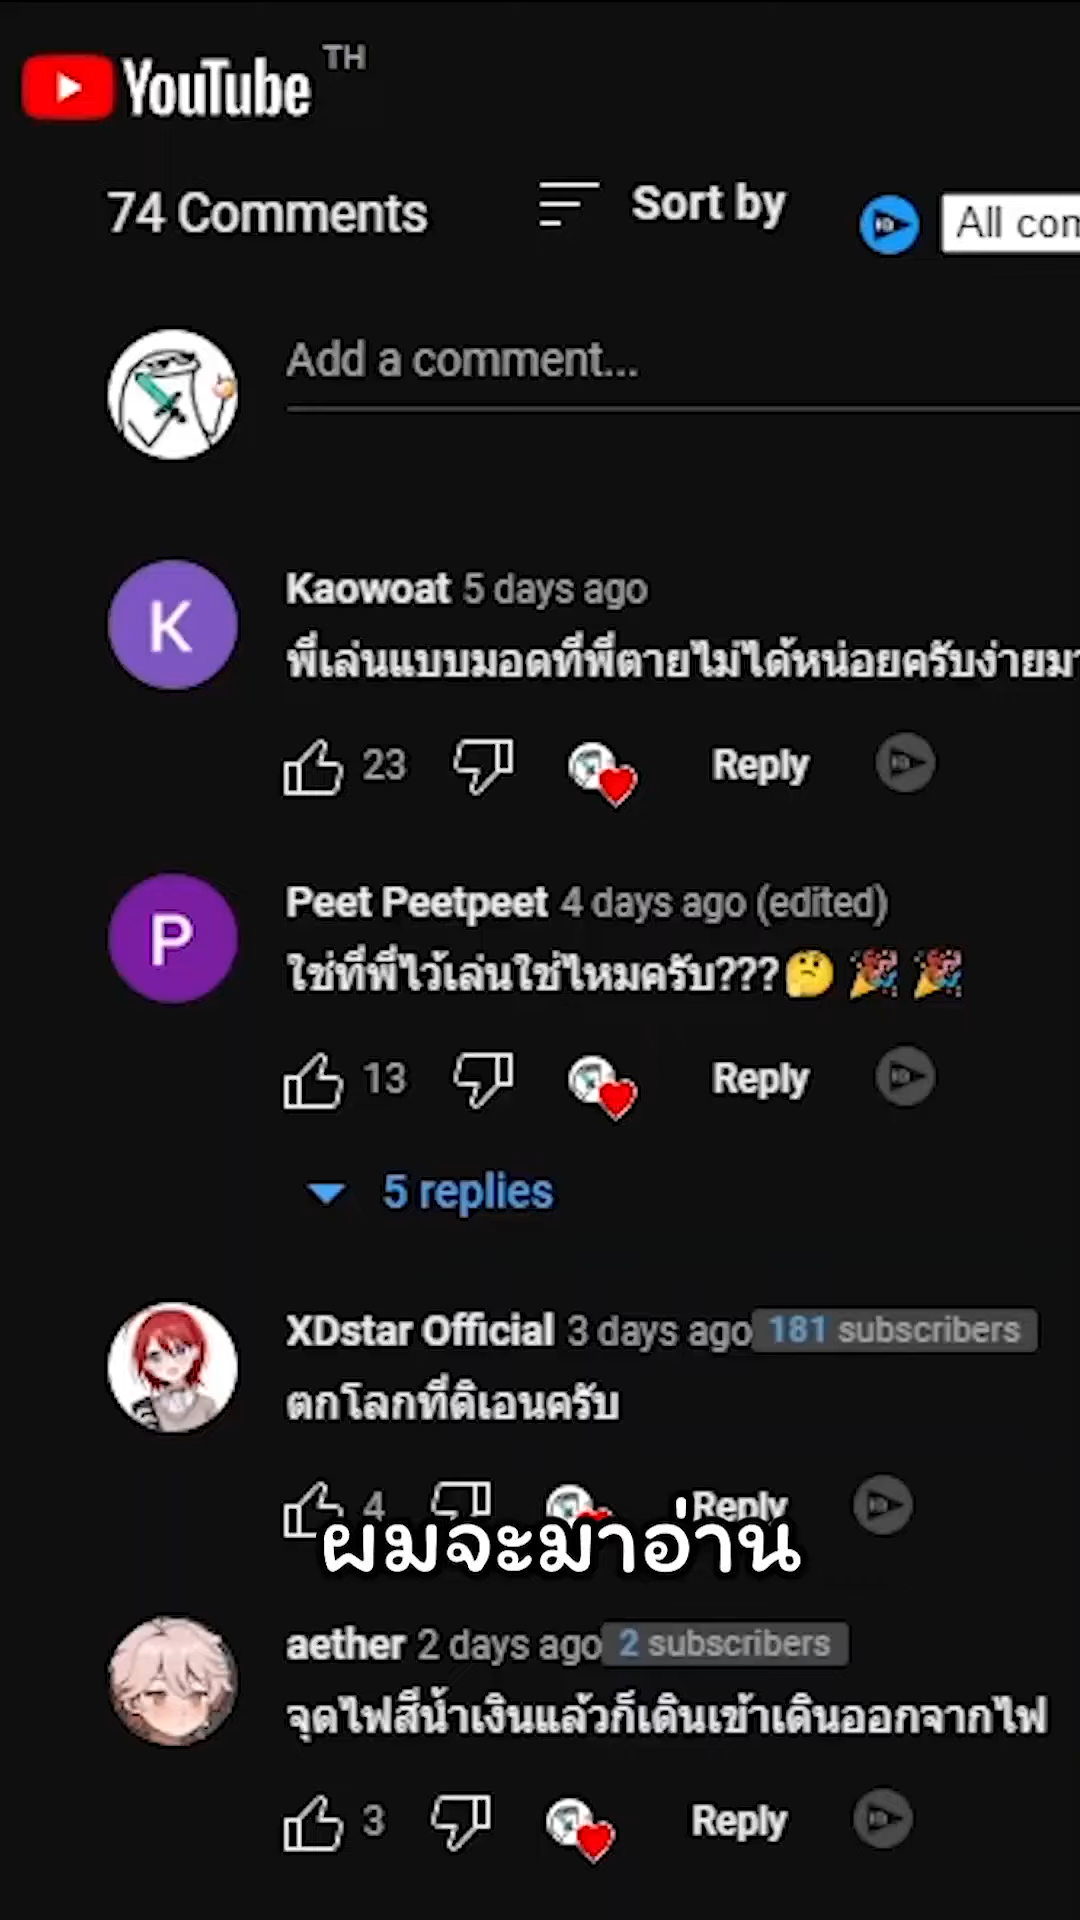 YouTube TH
74 Comments
Sort by
All com
Add a comment...
K
Kaowoat 5 days ago
พี่เล่นแบบมอดที่พี่ตายไม่ได้หน่อยครับง่ายมา
23
Reply
P
Peet Peetpeet 4 days ago (edited)
ใช่ที่พี่ไว้เล่นใช่ไหมครับ???🤔 🎉 🎉
13
Reply
5 replies
XDstar Official 3 days ago 181 subscribers
ตกโลกที่ดิเอนครับ
4
Reply
ผมจะมาอ่าน
aether 2 days ago 2 subscribers
จุดไฟสีน้ำเงินแล้วก็เดินเข้าเดินออกจากไฟ
3
Reply